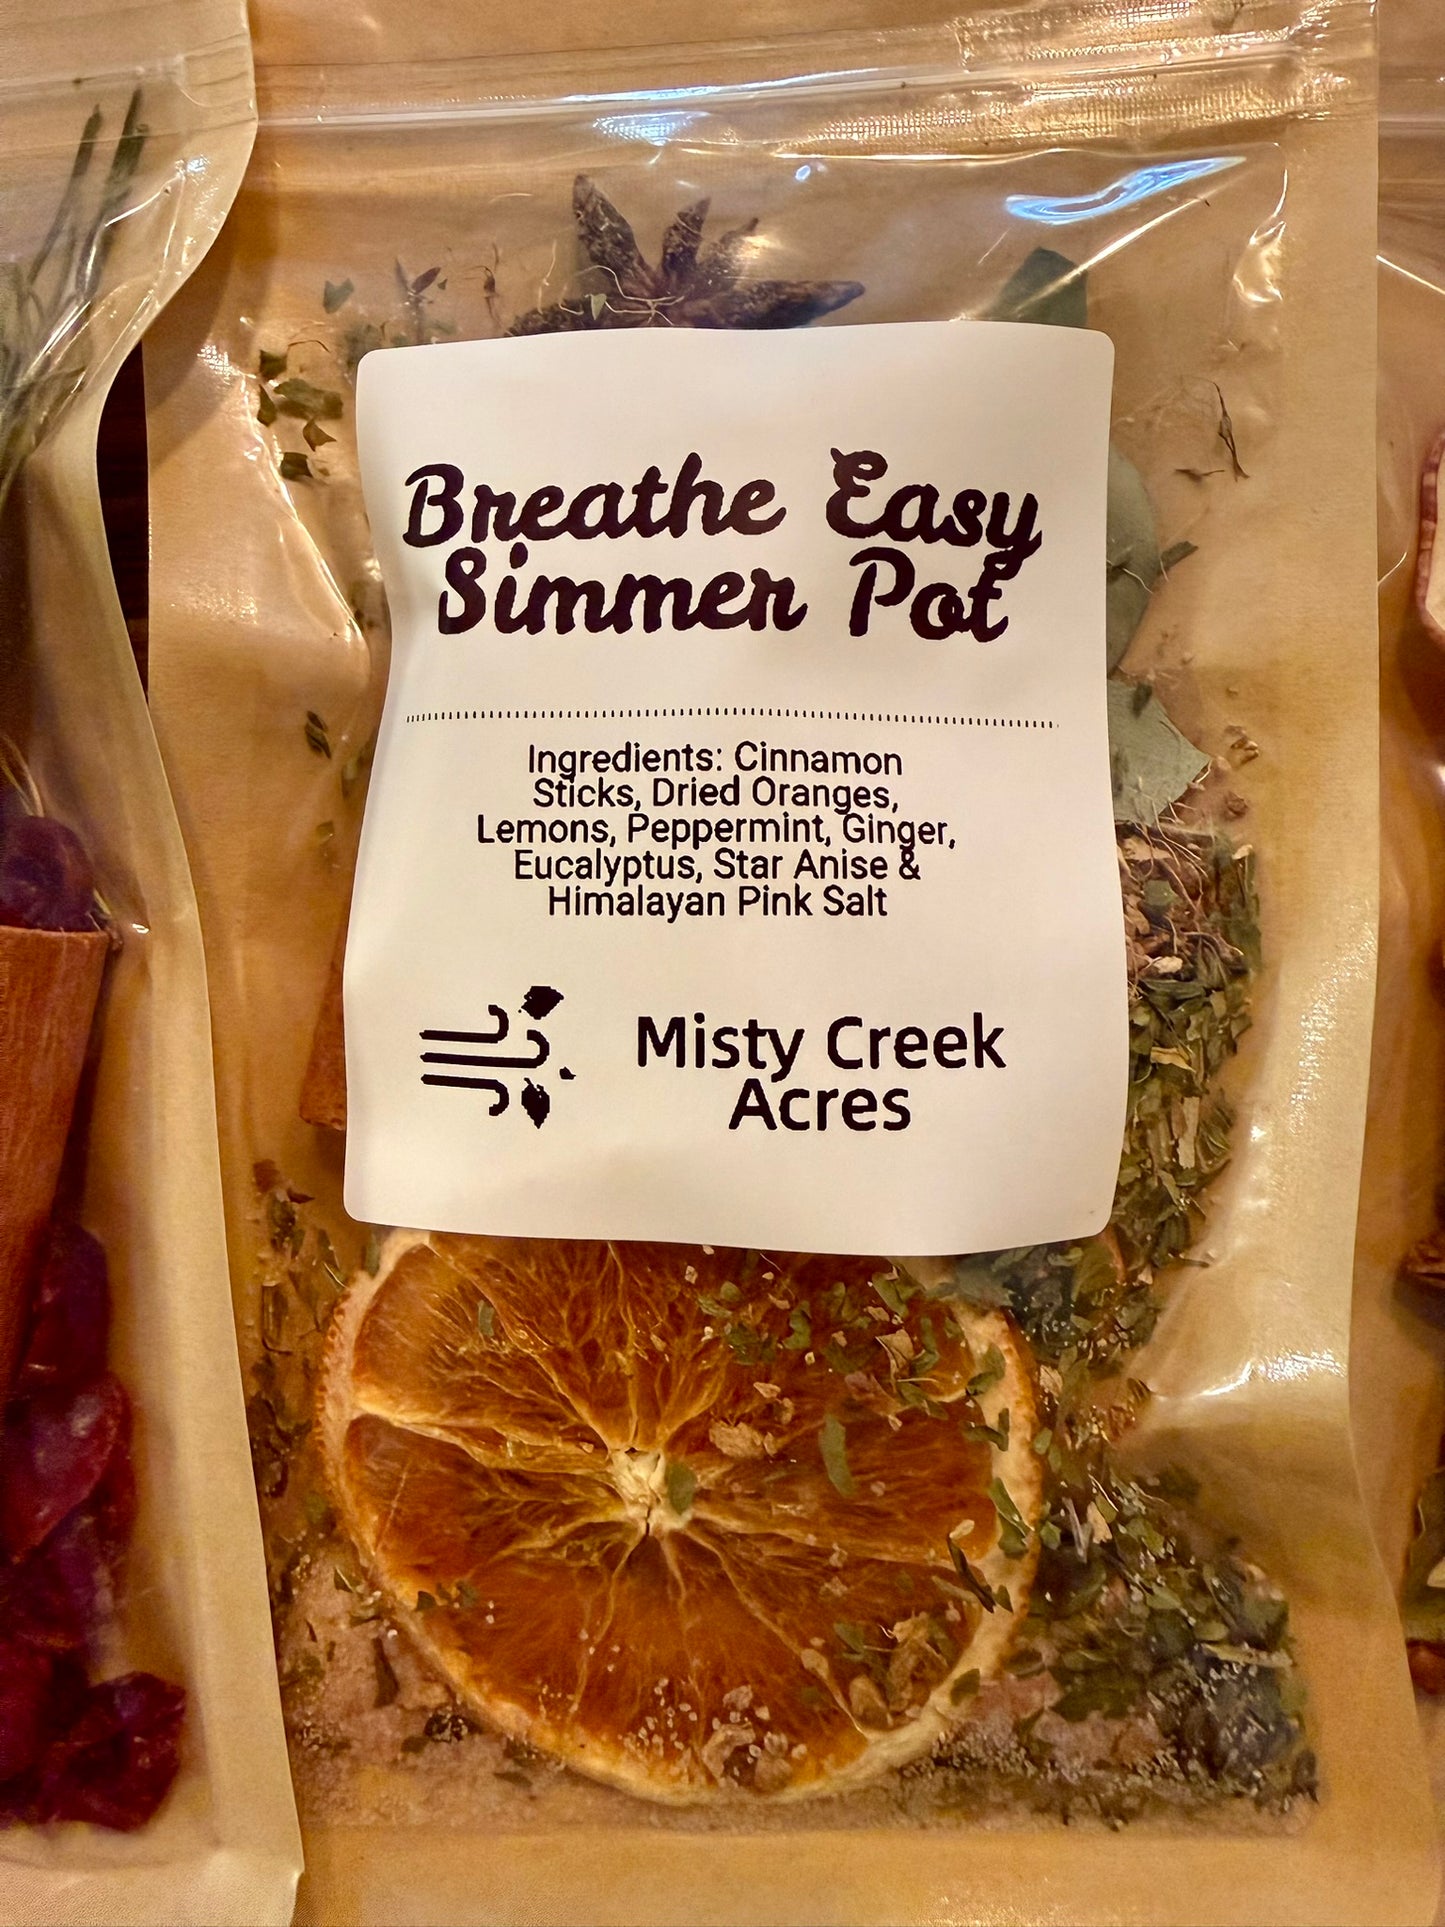 Breathe Easy
Simmer Pot
Ingredients: Cinnamon
Sticks, Dried Oranges,
Lemons, Peppermint, Ginger,
Eucalyptus, Star Anise &
Himalayan Pink Salt
Misty Creek
Acres